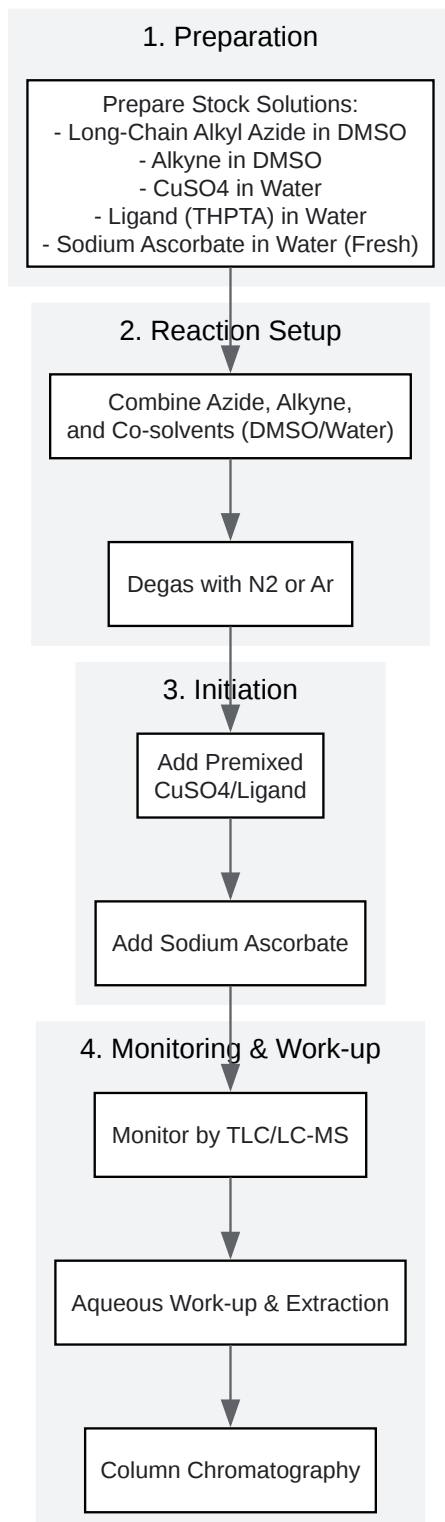 1. Preparation
Prepare Stock Solutions:
- Long-Chain Alkyl Azide in DMSO
- Alkyne in DMSO
- CuSO4 in Water
- Ligand (THPTA) in Water
- Sodium Ascorbate in Water (Fresh)
2. Reaction Setup
Combine Azide, Alkyne,
and Co-solvents (DMSO/Water)
Degas with N2 or Ar
3. Initiation
Add Premixed
CuSO4/Ligand
Add Sodium Ascorbate
4. Monitoring & Work-up
Monitor by TLC/LC-MS
Aqueous Work-up & Extraction
Column Chromatography